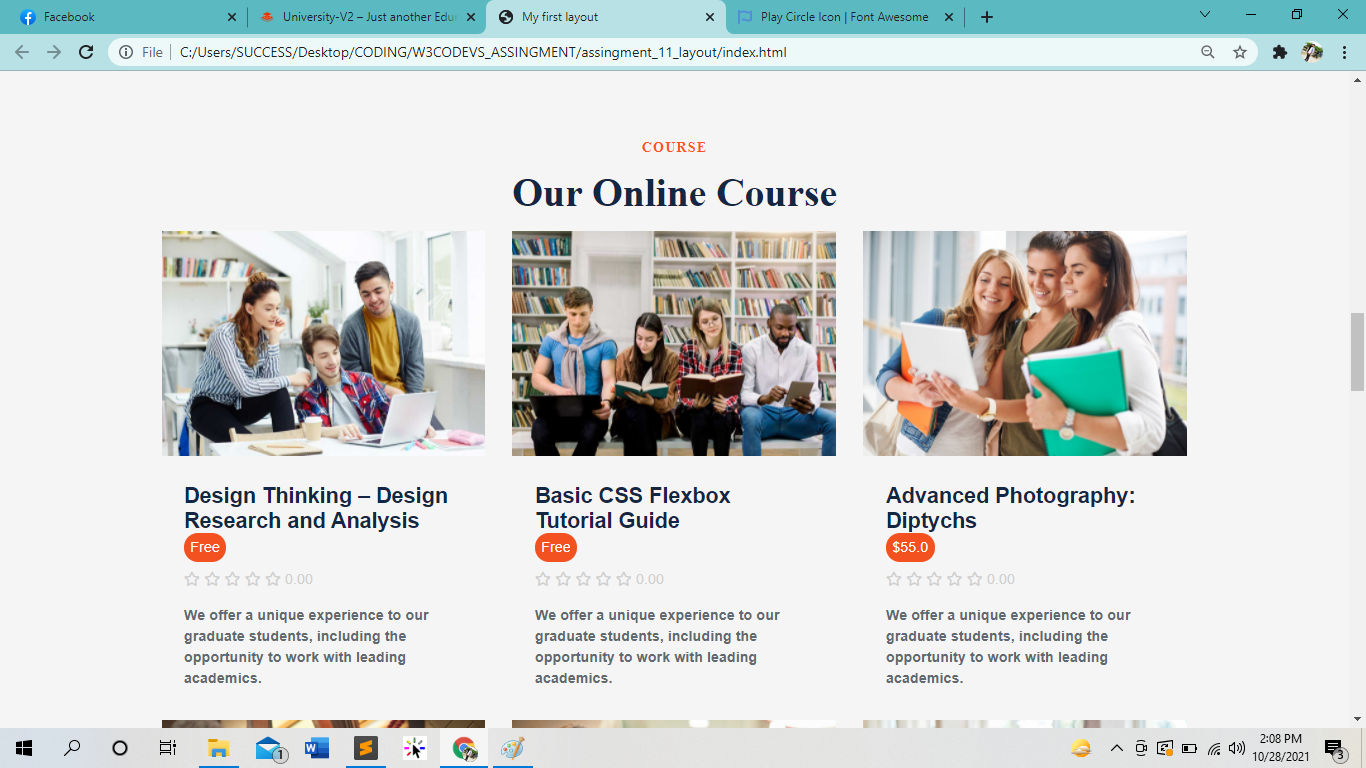 Facebook
University-V2 – Just another Edu
My first layout
Play Circle Icon | Font Awesome
File
C:/Users/SUCCESS/Desktop/CODING/W3CODEVS_ASSINGMENT/assingment_11_layout/index.html
COURSE
Our Online Course
Design Thinking – Design
Research and Analysis
Free
0.00
We offer a unique experience to our
graduate students, including the
opportunity to work with leading
academics.
Basic CSS Flexbox
Tutorial Guide
Free
0.00
We offer a unique experience to our
graduate students, including the
opportunity to work with leading
academics.
Advanced Photography:
Diptychs
$55.0
0.00
We offer a unique experience to our
graduate students, including the
opportunity to work with leading
academics.
1
2:08 PM
10/28/2021
3